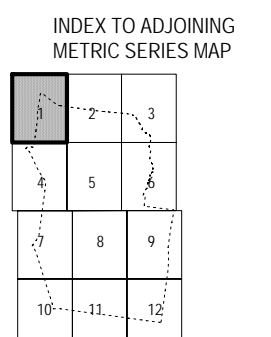 INDEX TO ADJOINING
METRIC SERIES MAP
1 2 3
4 5 6
7 8 9
10 11 12